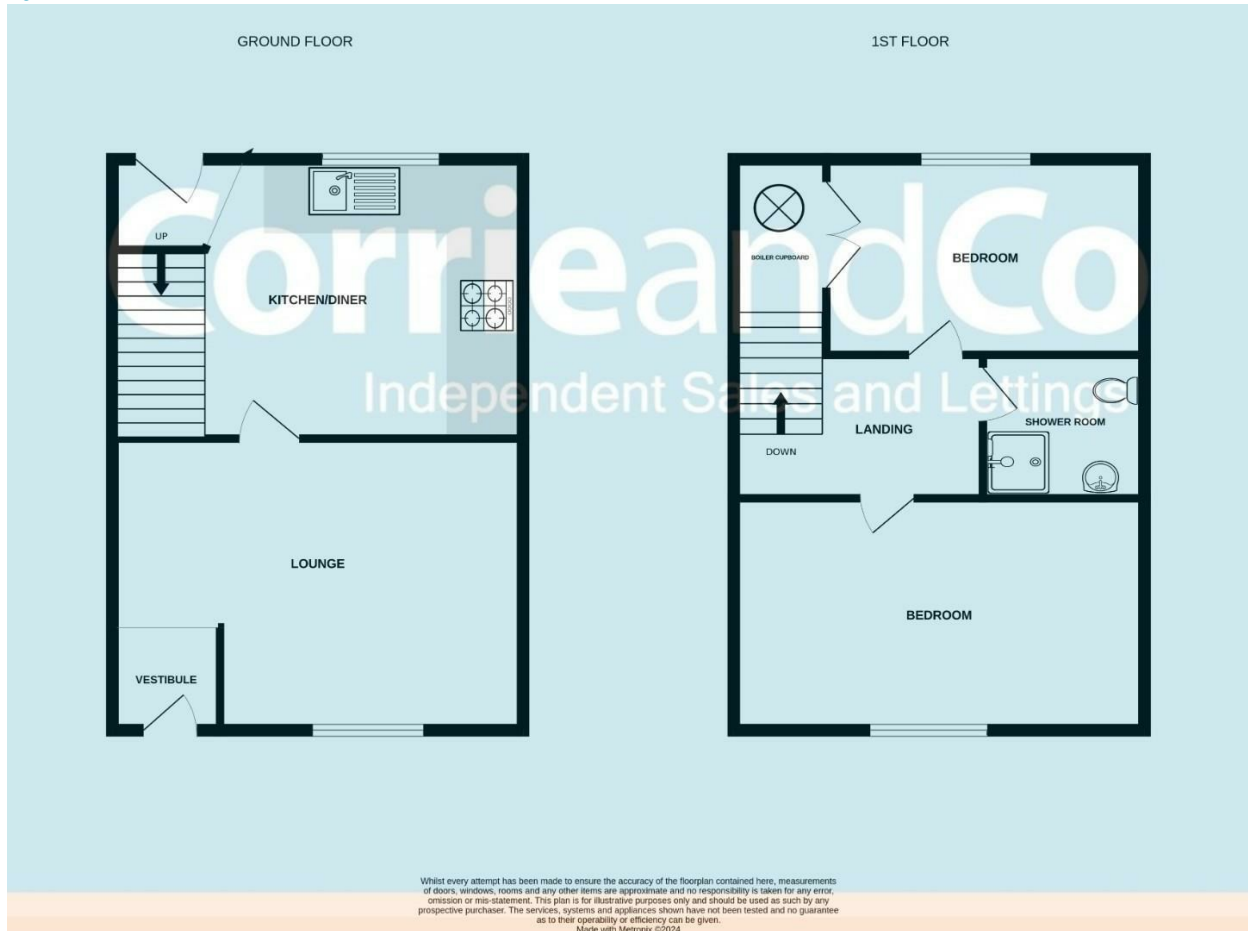 GROUND FLOOR
1ST FLOOR
UP
KITCHEN/DINER
LOUNGE
VESTIBULE
BOILER CUPBOARD
BEDROOM
LANDING
SHOWER ROOM
DOWN
BEDROOM
CorrieandCo
Independent Sales and Lettings
Whilst every attempt has been made to ensure the accuracy of the floorplan contained here, measurements
of doors, windows, rooms and any other items are approximate and no responsibility is taken for any error,
omission or mis-statement. This plan is for illustrative purposes only and should be used as such by any
prospective purchaser. The services, systems and appliances shown have not been tested and no guarantee
as to their operability or efficiency can be given.
Made with Metropix ©2024